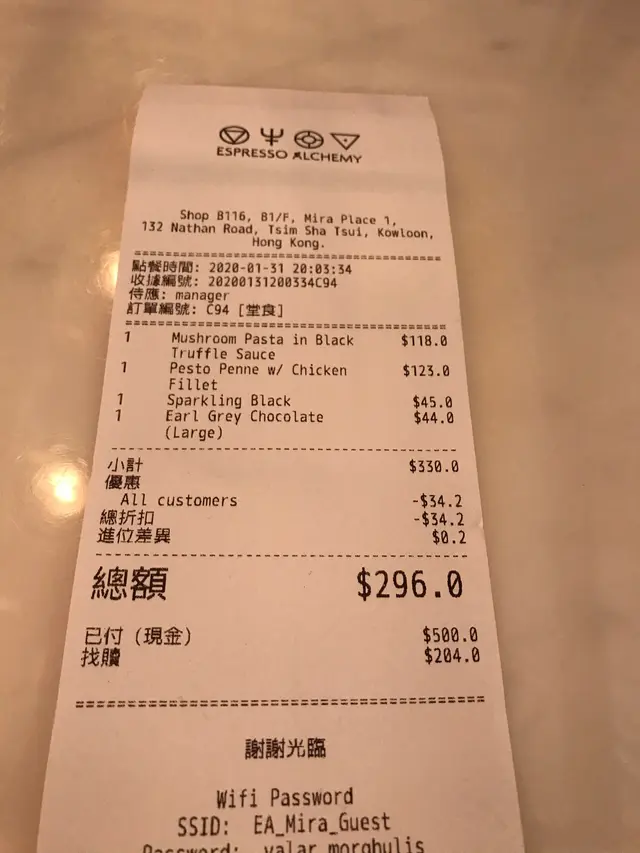 ESPRESSO ALCHEMY
Shop B116, B1/F, Mira Place 1,
132 Nathan Road, Tsim Sha Tsui, Kowloon,
Hong Kong.
點餐時間: 2020-01-31 20:03:34
收據編號: 20200131200334C94
侍應: manager
訂單編號: C94 [堂食]
1 Mushroom Pasta in Black $118.0
Truffle Sauce
1 Pesto Penne w/ Chicken $123.0
Fillet
1 Sparkling Black $45.0
1 Earl Grey Chocolate $44.0
(Large)
小計 $330.0
優惠
All customers -$34.2
總折扣 -$34.2
進位差異 $0.2
總額 $296.0
已付 (現金) $500.0
找贖 $204.0
謝謝光臨
Wifi Password
SSID: EA_Mira_Guest
Password: valar morghulis